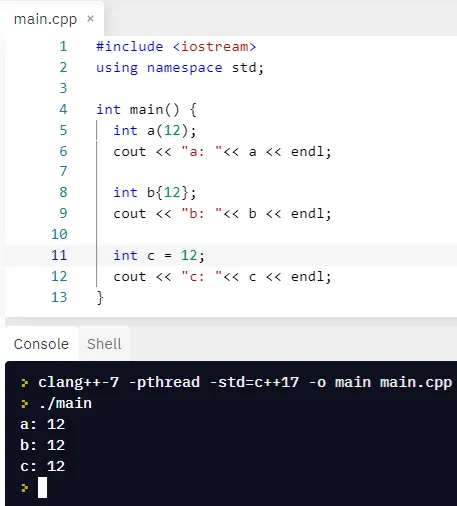 main.cpp ×
1 #include <iostream>
2 using namespace std;
3
4 int main() {
5 int a(12);
6 cout << "a: "<< a << endl;
7
8 int b{12};
9 cout << "b: "<< b << endl;
10
11 int c = 12;
12 cout << "c: "<< c << endl;
13 }
Console Shell
> clang++-7 -pthread -std=c++17 -o main main.cpp
> ./main
a: 12
b: 12
c: 12
>